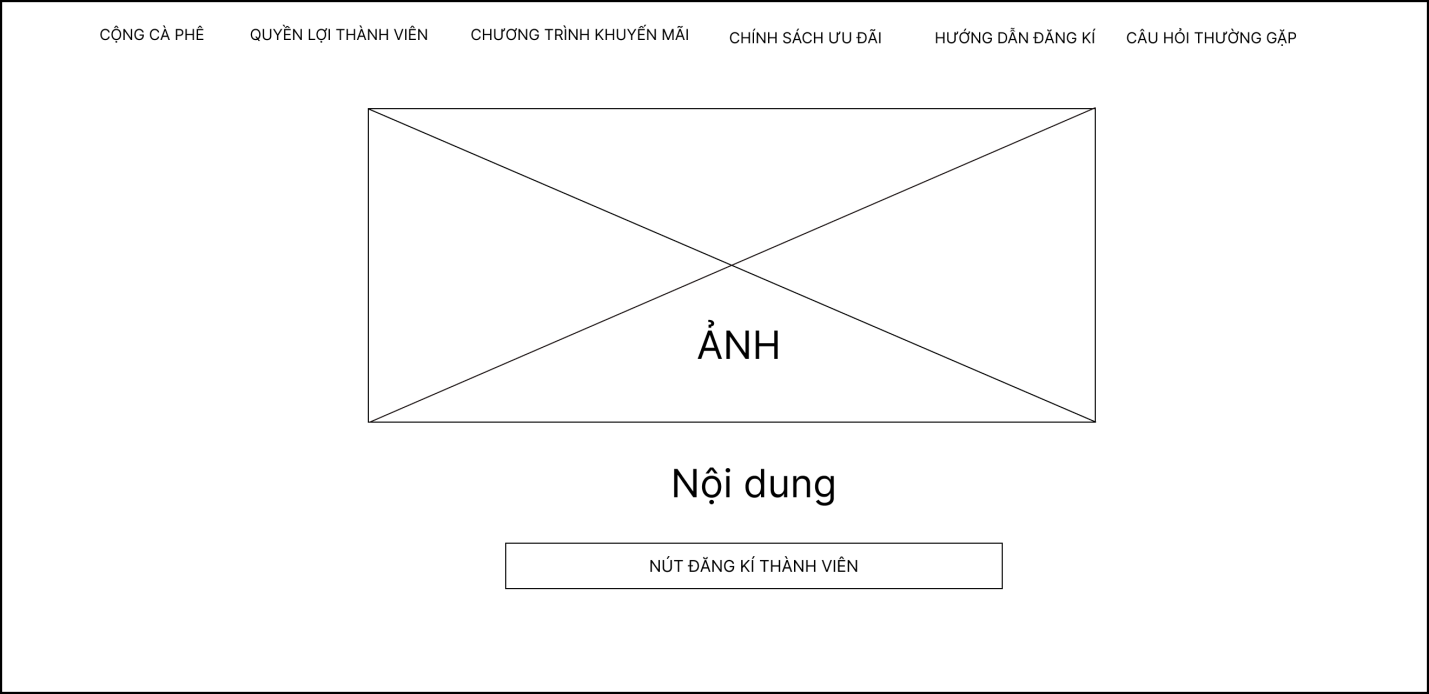 CỘNG CÀ PHÊ
QUYỀN LỢI THÀNH VIÊN
CHƯƠNG TRÌNH KHUYẾN MÃI
CHÍNH SÁCH ƯU ĐÃI
HƯỚNG DẪN ĐĂNG KÍ
CÂU HỎI THƯỜNG GẶP
ẢNH
Nội dung
NÚT ĐĂNG KÍ THÀNH VIÊN